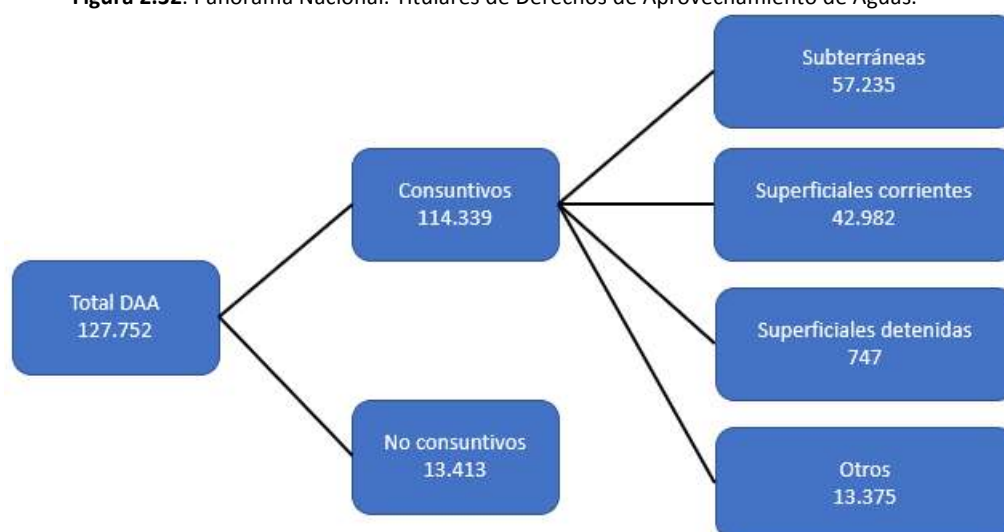 Figura 2.32. Panorama Nacional. Titulares de Derechos de Aprovechamiento de Aguas.
Total DAA
127.752
Consuntivos
114.339
No consuntivos
13.413
Subterráneas
57.235
Superficiales corrientes
42.982
Superficiales detenidas
747
Otros
13.375